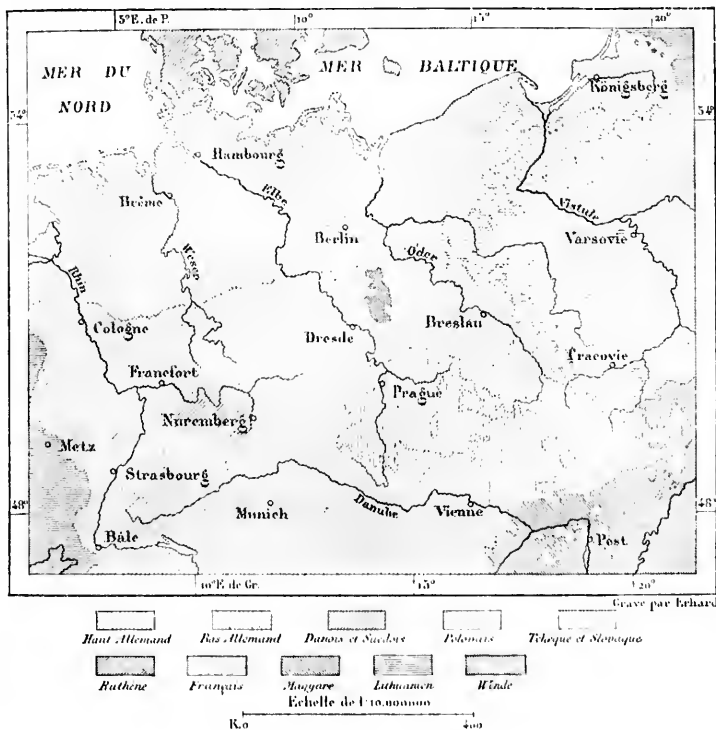 5° E. de P. 10° 15° 20°
MER DU
NORD
MER BALTIQUE
Königsberg
54° 54°
Hambourg
Elbe
Brême
Vistule
Varsovie
Berlin
Oder
Weser
Rhin
Cologne
Dresde
Breslau
Cracovie
Francfort
Prague
Nuremberg
Metz
Strasbourg
48° 48°
Munich
Danube
Vienne
Pest
Bâle
10° E. de Gr. 15° 20°
Gravé par Erhard
Haut Allemand Bas Allemand Danois et Suédois Polonais Tchèque et Slovaque
Ruthène Français Magyare Lithuanien Winde
Echelle de 1:10.000000
K.0 400